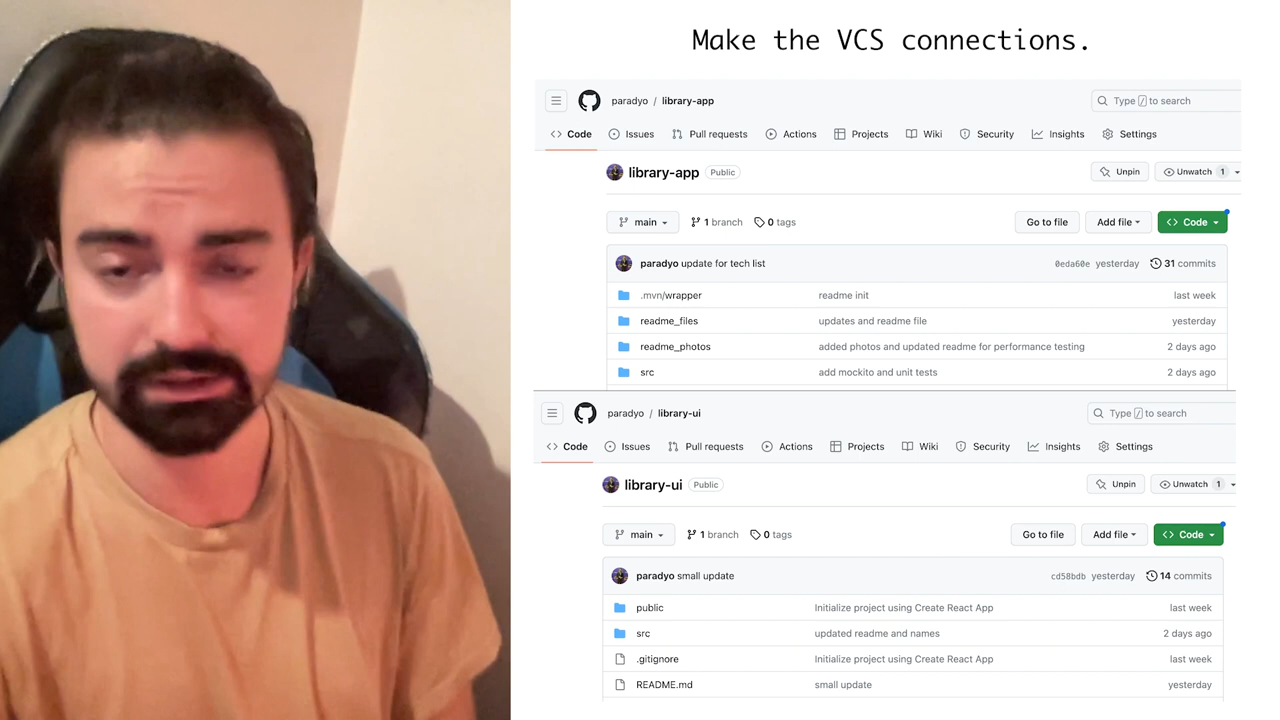 Make the VCS connections.
paradyo / library-app
Type / to search
Code Issues Pull requests Actions Projects Wiki Security Insights Settings
library-app Public
Unpin Unwatch 1
main 1 branch 0 tags Go to file Add file Code
paradyo update for tech list 0eda60e yesterday 31 commits
.mvn/wrapper readme init last week
readme_files updates and readme file yesterday
readme_photos added photos and updated readme for performance testing 2 days ago
src add mockito and unit tests 2 days ago
paradyo / library-ui
Type / to search
Code Issues Pull requests Actions Projects Wiki Security Insights Settings
library-ui Public
Unpin Unwatch 1
main 1 branch 0 tags Go to file Add file Code
paradyo small update cd58bdb yesterday 14 commits
public Initialize project using Create React App last week
src updated readme and names 2 days ago
.gitignore Initialize project using Create React App last week
README.md small update yesterday